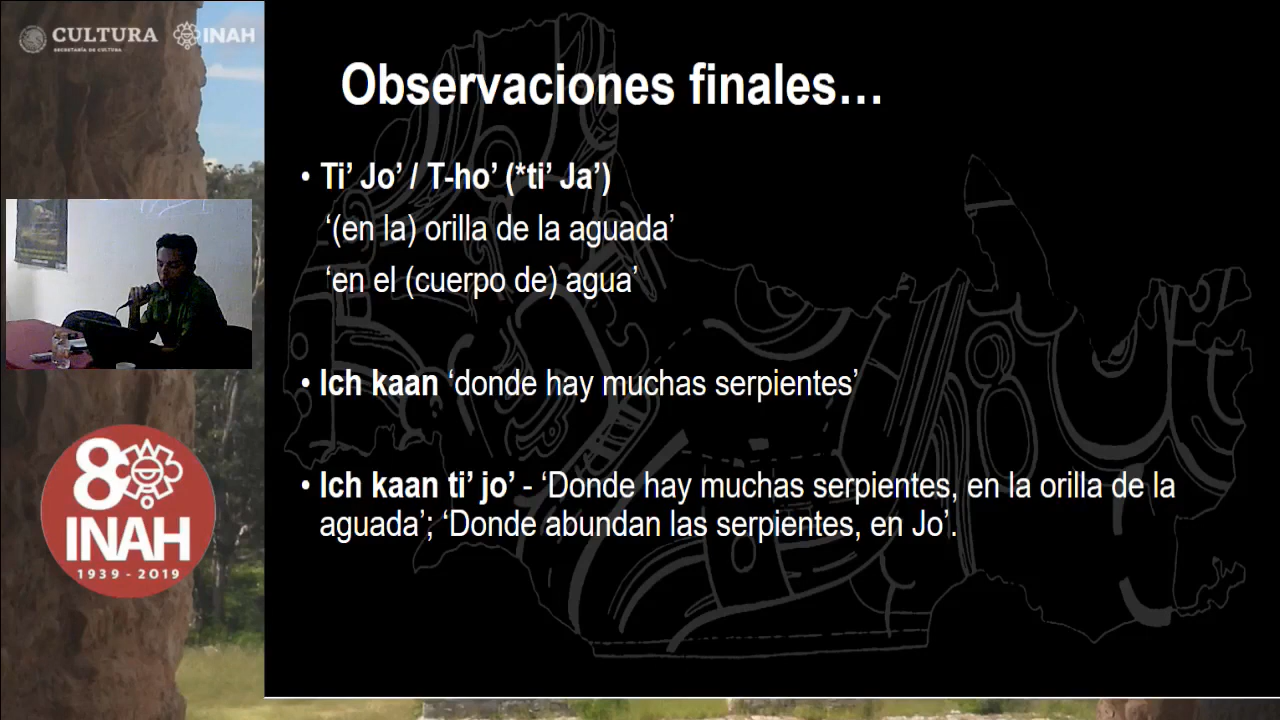 CULTURA
SECRETARÍA DE CULTURA
INAH
Observaciones finales…
• Ti’ Jo’ / T-ho’ (*ti’ Ja’)
‘(en la) orilla de la aguada’
‘en el (cuerpo de) agua’
• Ich kaan ‘donde hay muchas serpientes’
• Ich kaan ti’ jo’ - ‘Donde hay muchas serpientes, en la orilla de la
aguada’; ‘Donde abundan las serpientes, en Jo’.
80
INAH
1939 - 2019